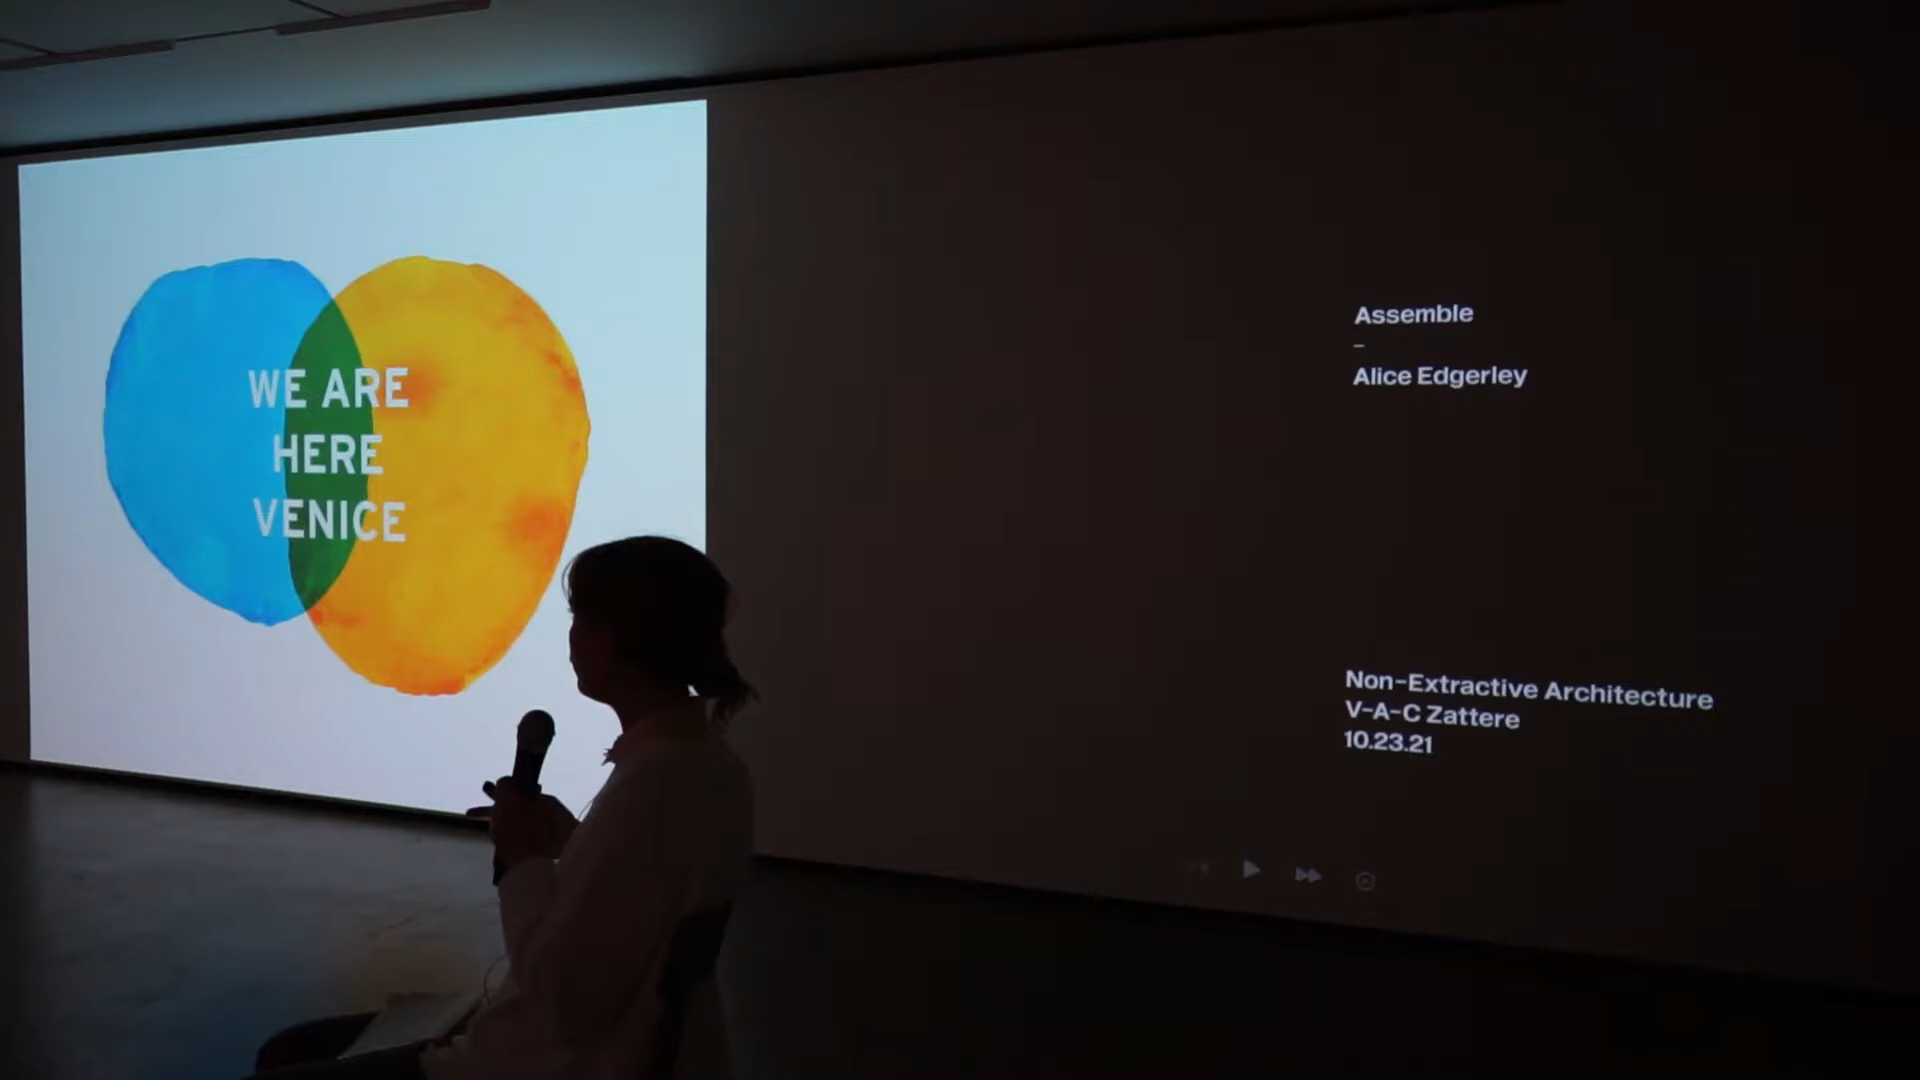 WE ARE
HERE
VENICE
Assemble
–
Alice Edgerley
Non-Extractive Architecture
V-A-C Zattere
10.23.21